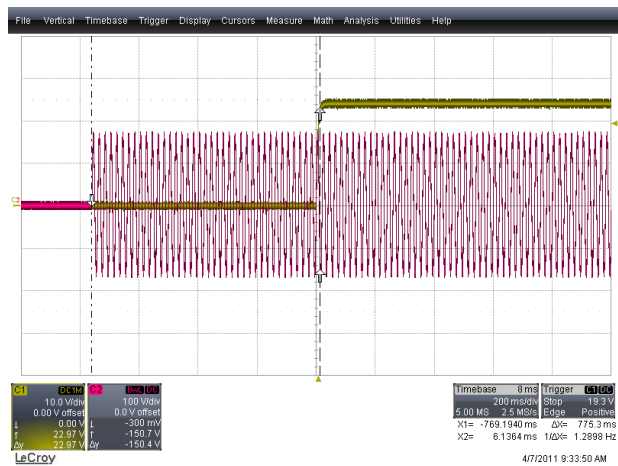 File Vertical Timebase Trigger Display Cursors Measure Math Analysis Utilities Help
C2
C1 DC1M
10.0 V/div
0.00 V offset
↓ 0.00 V
↑ 22.97 V
Δy 22.97 V
C2 BwL DC
100 V/div
0.0 V offset
↓ -300 mV
↑ -150.7 V
Δy -150.4 V
Timebase 8 ms
200 ms/div
5.00 MS 2.5 MS/s
Trigger C1 DC
Stop 19.3 V
Edge Positive
X1= -769.1940 ms ΔX= 775.3 ms
X2= 6.1364 ms 1/ΔX= 1.2898 Hz
LeCroy
4/7/2011 9:33:50 AM